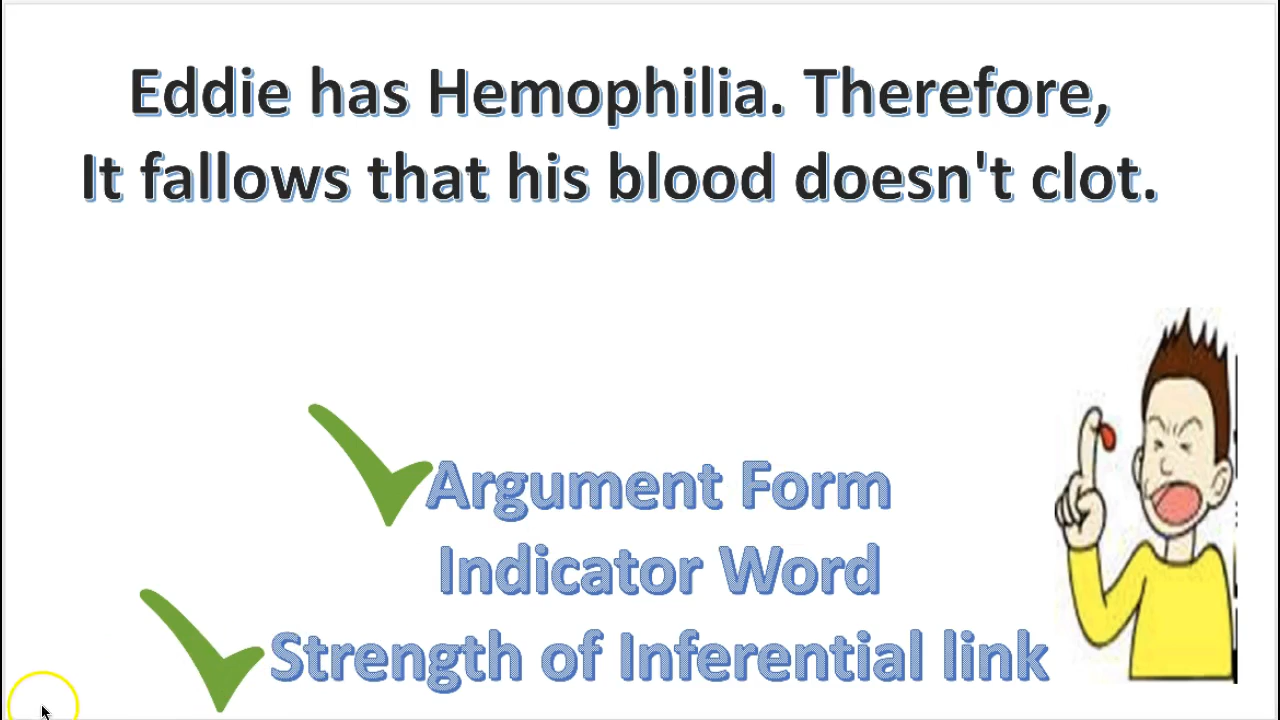 Eddie has Hemophilia. Therefore,
It fallows that his blood doesn't clot.
Argument Form
Indicator Word
Strength of Inferential link